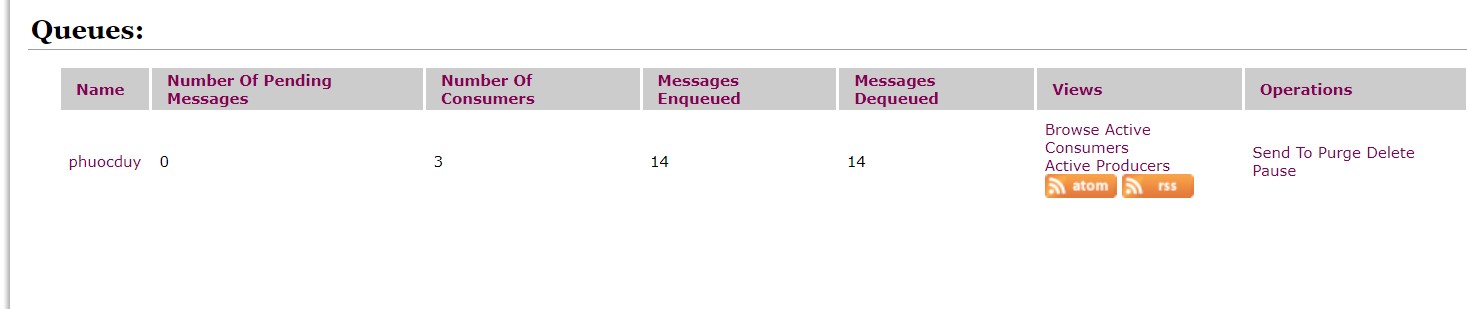 Queues:
Name
Number Of Pending
Messages
Number Of
Consumers
Messages
Enqueued
Messages
Dequeued
Views
Operations
phuocduy
0
3
14
14
Browse Active
Consumers
Active Producers
atom rss
Send To Purge Delete
Pause